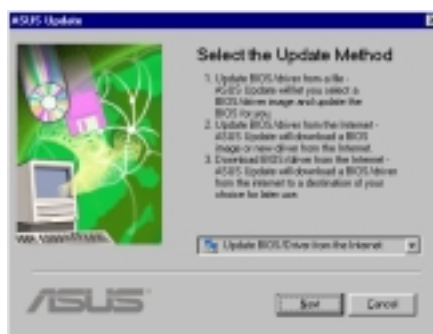 ASUS Update
Select the Update Method
1. Update BIOS/driver from a file -
ASUS Update will let you select a
BIOS/driver image and update the
BIOS for you.
2. Update BIOS/driver from the Internet -
ASUS Update will download a BIOS
image or new driver from the Internet.
3. Download BIOS/driver from the Internet -
ASUS Update will download a BIOS/driver
from the internet to a destination of your
choice for later use.
Update BIOS/Driver from the Internet
ASUS
Next Cancel